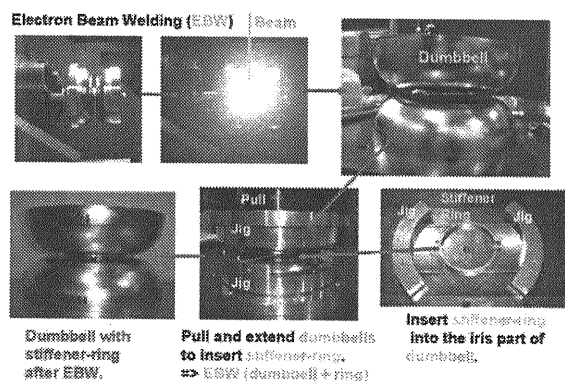 Electron Beam Welding (EBW)
Beam
Dumbbell
Pull
Jig
Jig
Stiffener
Ring
Jig
Jig
Dumbbell with
stiffener-ring
after EBW.
Pull and extend dumbbells
to insert stiffener-ring.
=> EBW (dumbbell + ring)
Insert stiffener-ring
into the iris part of
dumbbell.